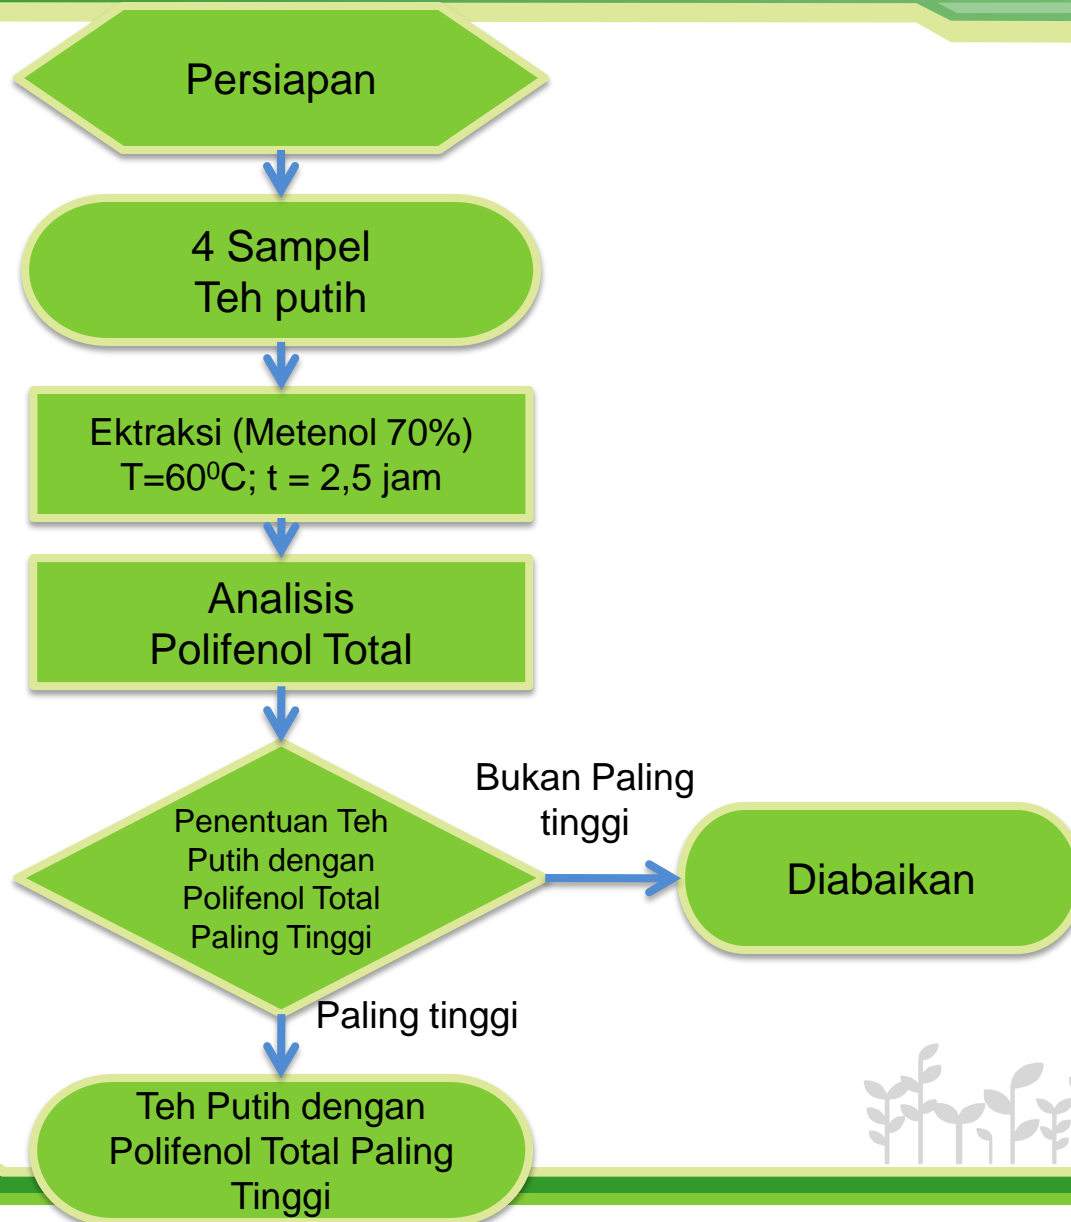 Persiapan
4 Sampel
Teh putih
Ektraksi (Metenol 70%)
T=60⁰C; t = 2,5 jam
Analisis
Polifenol Total
Penentuan Teh
Putih dengan
Polifenol Total
Paling Tinggi
Bukan Paling
tinggi
Diabaikan
Paling tinggi
Teh Putih dengan
Polifenol Total Paling
Tinggi